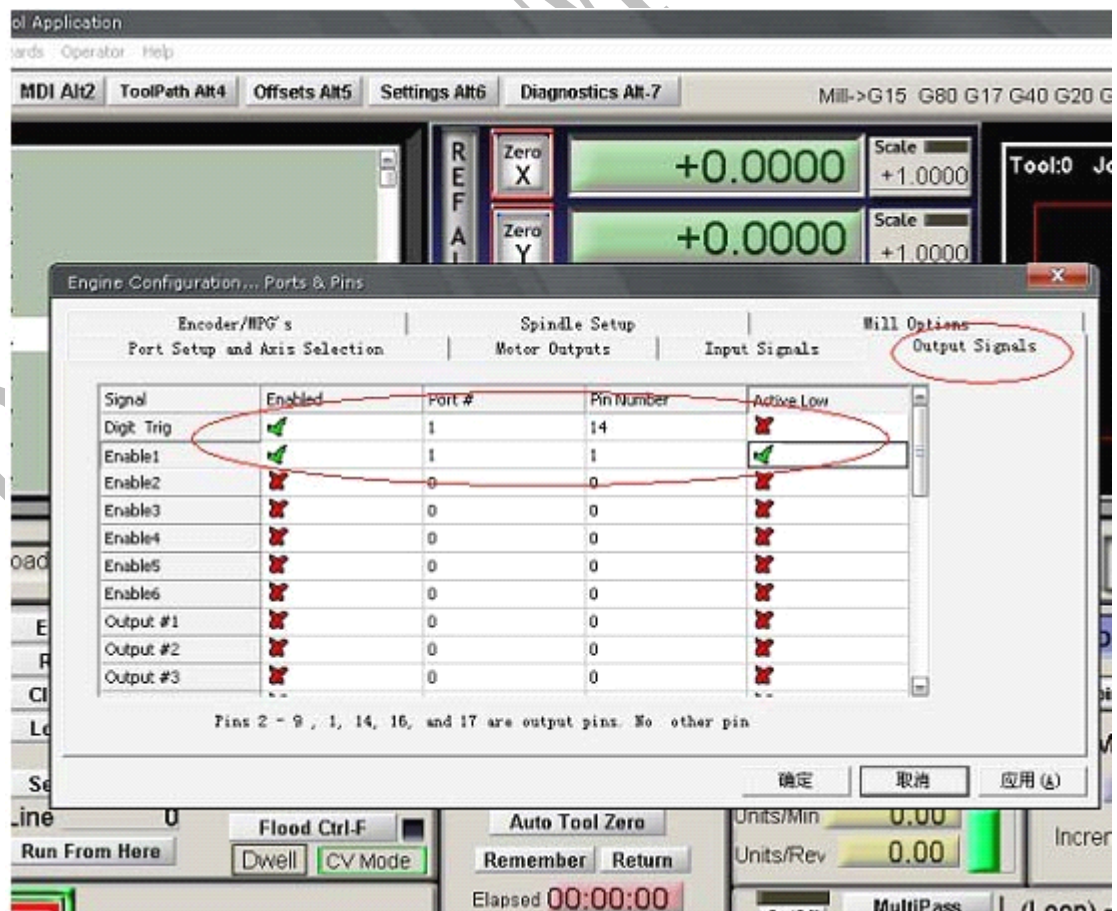 ol Application
Operator Help
MDI Alt2 ToolPath Alt4 Offsets Alt5 Settings Alt6 Diagnostics Alt-7 Mill->G15 G80 G17 G40 G20 G
REF A
Zero X +0.0000 Scale +1.0000 Tool:0
Zero Y +0.0000 Scale +1.0000
Engine Configuration... Ports & Pins
Encoder/MPG's Spindle Setup Mill Options
Port Setup and Axis Selection Motor Outputs Input Signals Output Signals
Signal Enabled Port # Pin Number Active Low
Digit Trig 1 14
Enable1 1 1
Enable2 0 0
Enable3 0 0
Enable4 0 0
Enable5 0 0
Enable6 0 0
Output #1 0 0
Output #2 0 0
Output #3 0 0
Pins 2 - 9 , 1, 14, 16, and 17 are output pins. No other pin
确定 取消 应用(A)
Line 0 Flood Ctrl-F Auto Tool Zero Units/Min 0.00
Run From Here Dwell CV Mode Remember Return Units/Rev 0.00 Increr
Elapsed 00:00:00 MultiPass (Loop)